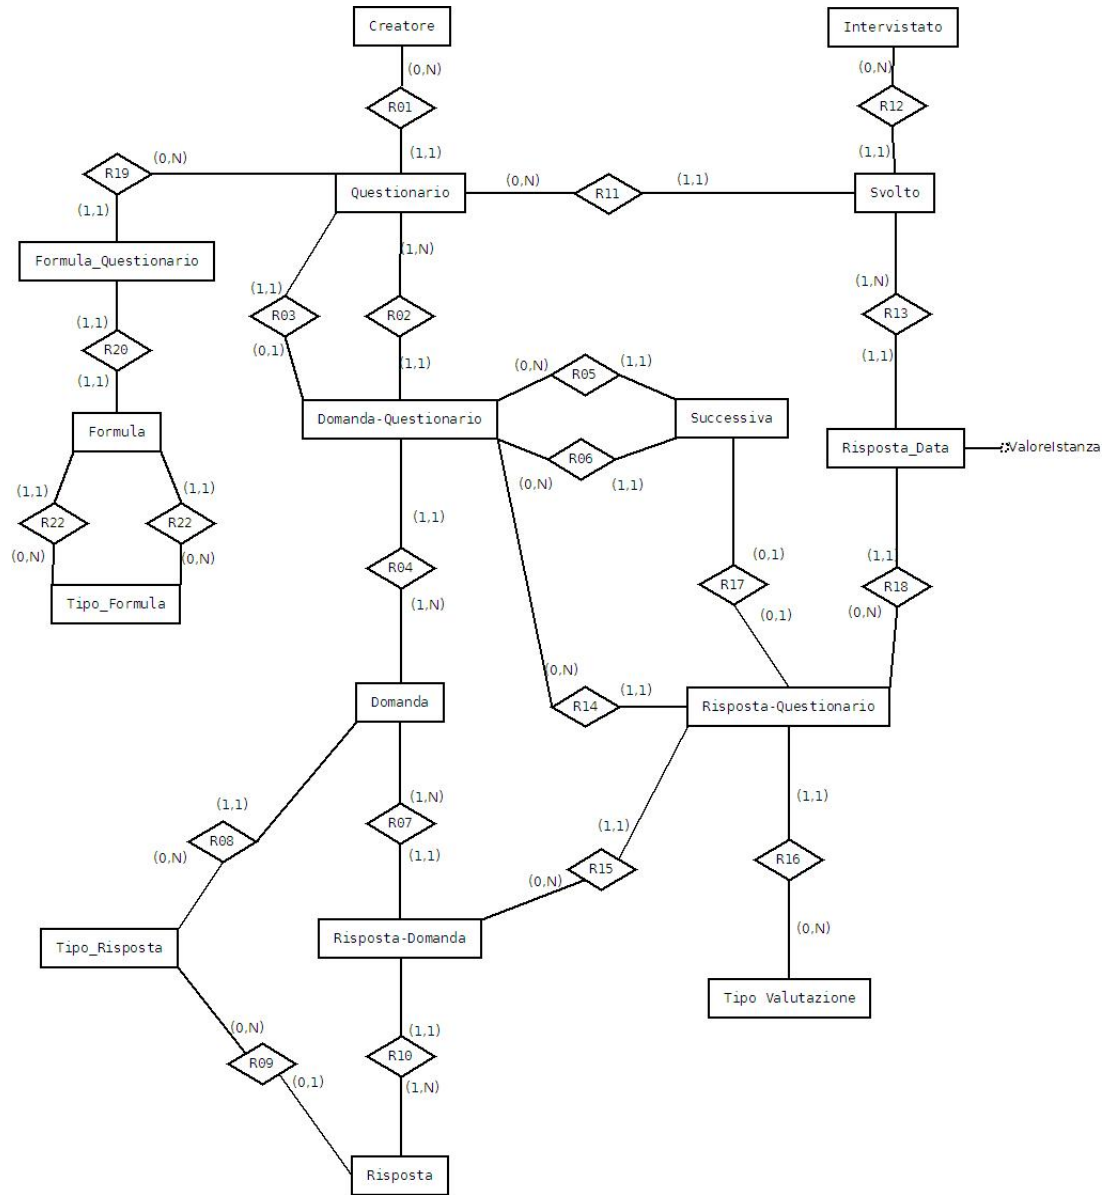 Creatore
Intervistato
(0,N)
(0,N)
R01
R12
(1,1)
(1,1)
(0,N)
R19
(0,N)
(1,1)
Questionario
R11
Svolto
(1,1)
Formula_Questionario
(1,N)
(1,1)
(1,N)
R03
R02
R13
(1,1)
(0,1)
(1,1)
(1,1)
R20
(1,1)
(0,N)
(1,1)
R05
Domanda-Questionario
Successiva
Formula
Risposta_Data
ValoreIstanza
R06
(0,N)
(1,1)
(1,1)
(1,1)
R22
R22
(0,N)
(0,N)
(1,1)
(0,1)
(1,1)
R04
R17
R18
Tipo_Formula
(1,N)
(0,1)
(0,N)
(0,N)
(1,1)
Domanda
R14
Risposta-Questionario
(1,1)
(1,N)
(1,1)
R08
R07
(1,1)
(0,N)
(1,1)
R16
R15
(0,N)
Tipo_Risposta
Risposta-Domanda
(0,N)
Tipo Valutazione
(0,N)
(1,1)
R09
R10
(0,1)
(1,N)
Risposta